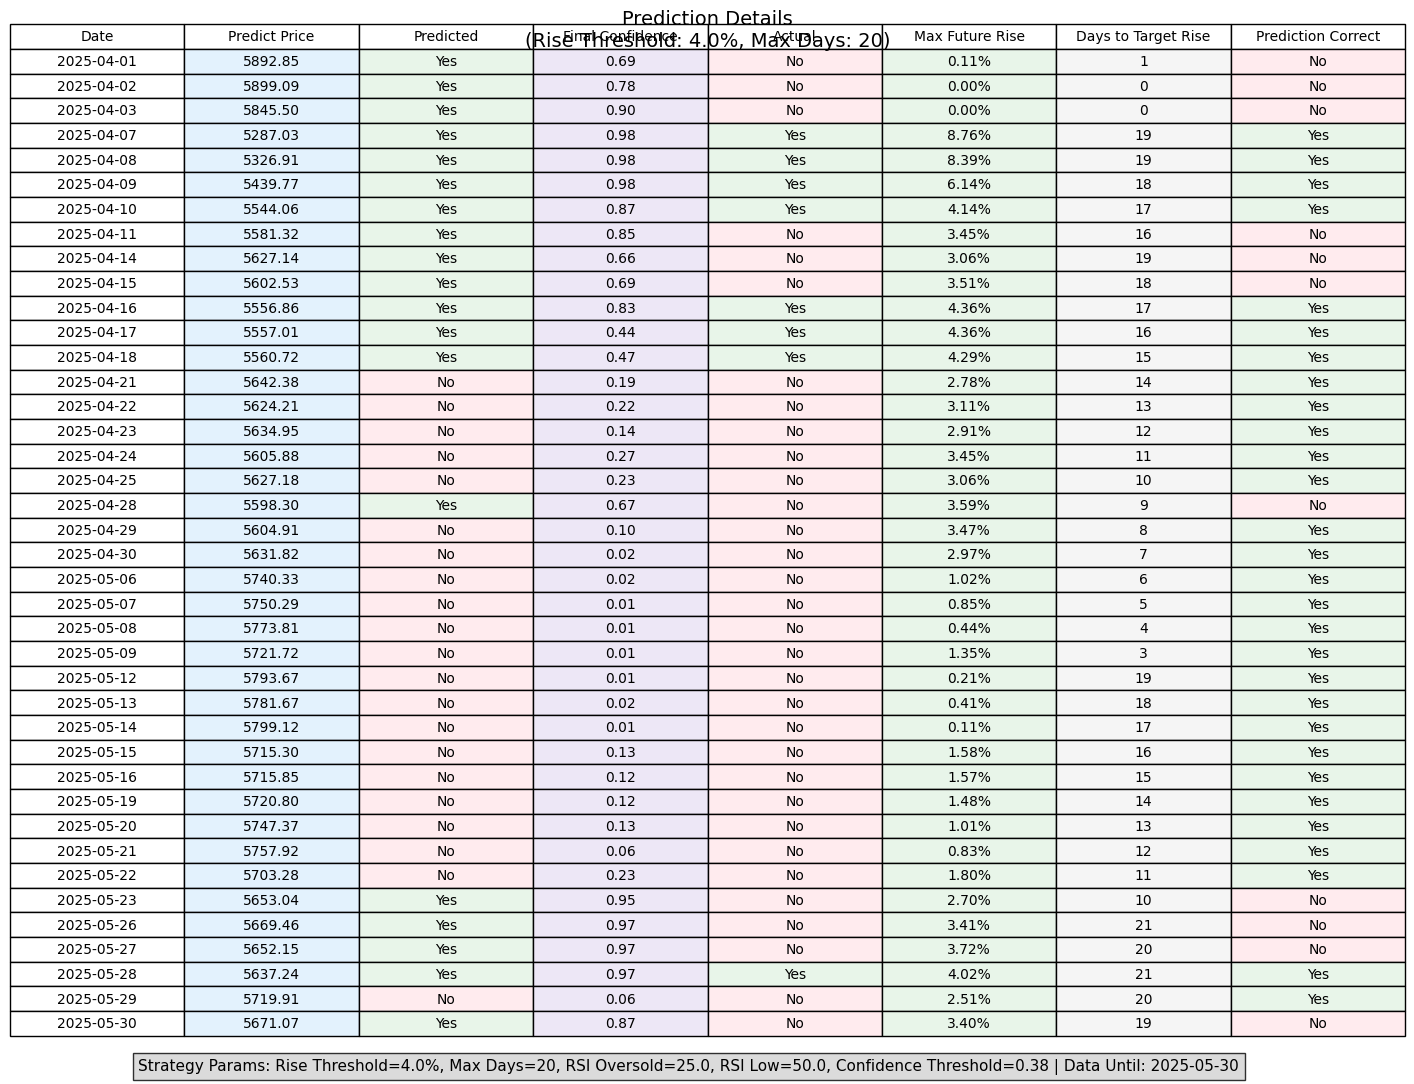 Prediction Details
(Rise Threshold: 4.0%, Max Days: 20)
Date Predict Price Predicted Final Confidence Actual Max Future Rise Days to Target Rise Prediction Correct
2025-04-01 5892.85 Yes 0.69 No 0.11% 1 No
2025-04-02 5899.09 Yes 0.78 No 0.00% 0 No
2025-04-03 5845.50 Yes 0.90 No 0.00% 0 No
2025-04-07 5287.03 Yes 0.98 Yes 8.76% 19 Yes
2025-04-08 5326.91 Yes 0.98 Yes 8.39% 19 Yes
2025-04-09 5439.77 Yes 0.98 Yes 6.14% 18 Yes
2025-04-10 5544.06 Yes 0.87 Yes 4.14% 17 Yes
2025-04-11 5581.32 Yes 0.85 No 3.45% 16 No
2025-04-14 5627.14 Yes 0.66 No 3.06% 19 No
2025-04-15 5602.53 Yes 0.69 No 3.51% 18 No
2025-04-16 5556.86 Yes 0.83 Yes 4.36% 17 Yes
2025-04-17 5557.01 Yes 0.44 Yes 4.36% 16 Yes
2025-04-18 5560.72 Yes 0.47 Yes 4.29% 15 Yes
2025-04-21 5642.38 No 0.19 No 2.78% 14 Yes
2025-04-22 5624.21 No 0.22 No 3.11% 13 Yes
2025-04-23 5634.95 No 0.14 No 2.91% 12 Yes
2025-04-24 5605.88 No 0.27 No 3.45% 11 Yes
2025-04-25 5627.18 No 0.23 No 3.06% 10 Yes
2025-04-28 5598.30 Yes 0.67 No 3.59% 9 No
2025-04-29 5604.91 No 0.10 No 3.47% 8 Yes
2025-04-30 5631.82 No 0.02 No 2.97% 7 Yes
2025-05-06 5740.33 No 0.02 No 1.02% 6 Yes
2025-05-07 5750.29 No 0.01 No 0.85% 5 Yes
2025-05-08 5773.81 No 0.01 No 0.44% 4 Yes
2025-05-09 5721.72 No 0.01 No 1.35% 3 Yes
2025-05-12 5793.67 No 0.01 No 0.21% 19 Yes
2025-05-13 5781.67 No 0.02 No 0.41% 18 Yes
2025-05-14 5799.12 No 0.01 No 0.11% 17 Yes
2025-05-15 5715.30 No 0.13 No 1.58% 16 Yes
2025-05-16 5715.85 No 0.12 No 1.57% 15 Yes
2025-05-19 5720.80 No 0.12 No 1.48% 14 Yes
2025-05-20 5747.37 No 0.13 No 1.01% 13 Yes
2025-05-21 5757.92 No 0.06 No 0.83% 12 Yes
2025-05-22 5703.28 No 0.23 No 1.80% 11 Yes
2025-05-23 5653.04 Yes 0.95 No 2.70% 10 No
2025-05-26 5669.46 Yes 0.97 No 3.41% 21 No
2025-05-27 5652.15 Yes 0.97 No 3.72% 20 No
2025-05-28 5637.24 Yes 0.97 Yes 4.02% 21 Yes
2025-05-29 5719.91 No 0.06 No 2.51% 20 Yes
2025-05-30 5671.07 Yes 0.87 No 3.40% 19 No
Strategy Params: Rise Threshold=4.0%, Max Days=20, RSI Oversold=25.0, RSI Low=50.0, Confidence Threshold=0.38 | Data Until: 2025-05-30